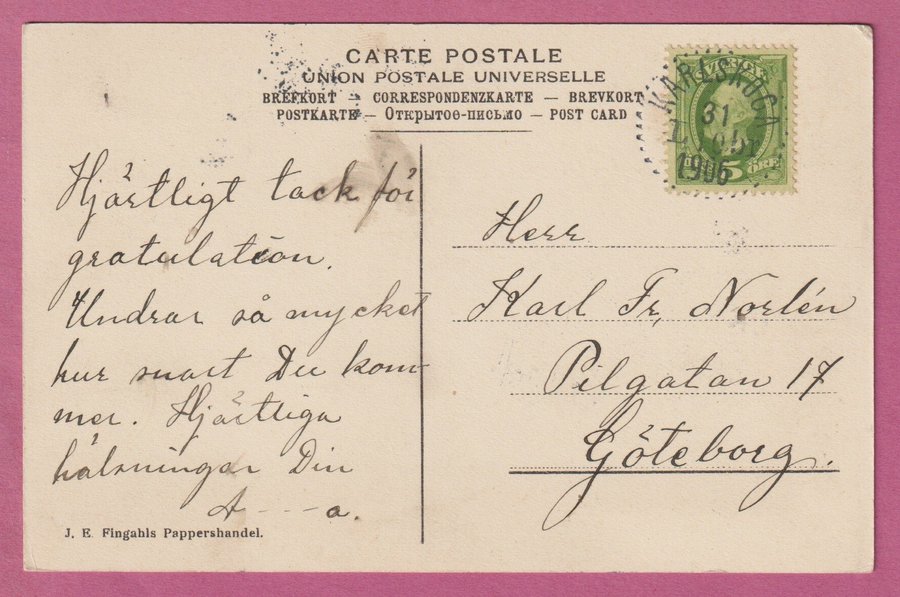 CARTE POSTALE
UNION POSTALE UNIVERSELLE
BREFKORT – CORRESPONDENZKARTE – BREVKORT
POSTKARTE – Открытое-письмо – POST CARD
SVERIGE
KARLSKOGA
31
1906
5 ÖRE
Hjärtligt tack för
gratulation.
Undrar så mycket
hur snart Du kom-
mer. Hjärtliga
hälsningar Din
A---a.
Herr
Karl Fr, Norlén
Pilgatan 17
Göteborg.
J. E. Fingahls Pappershandel.